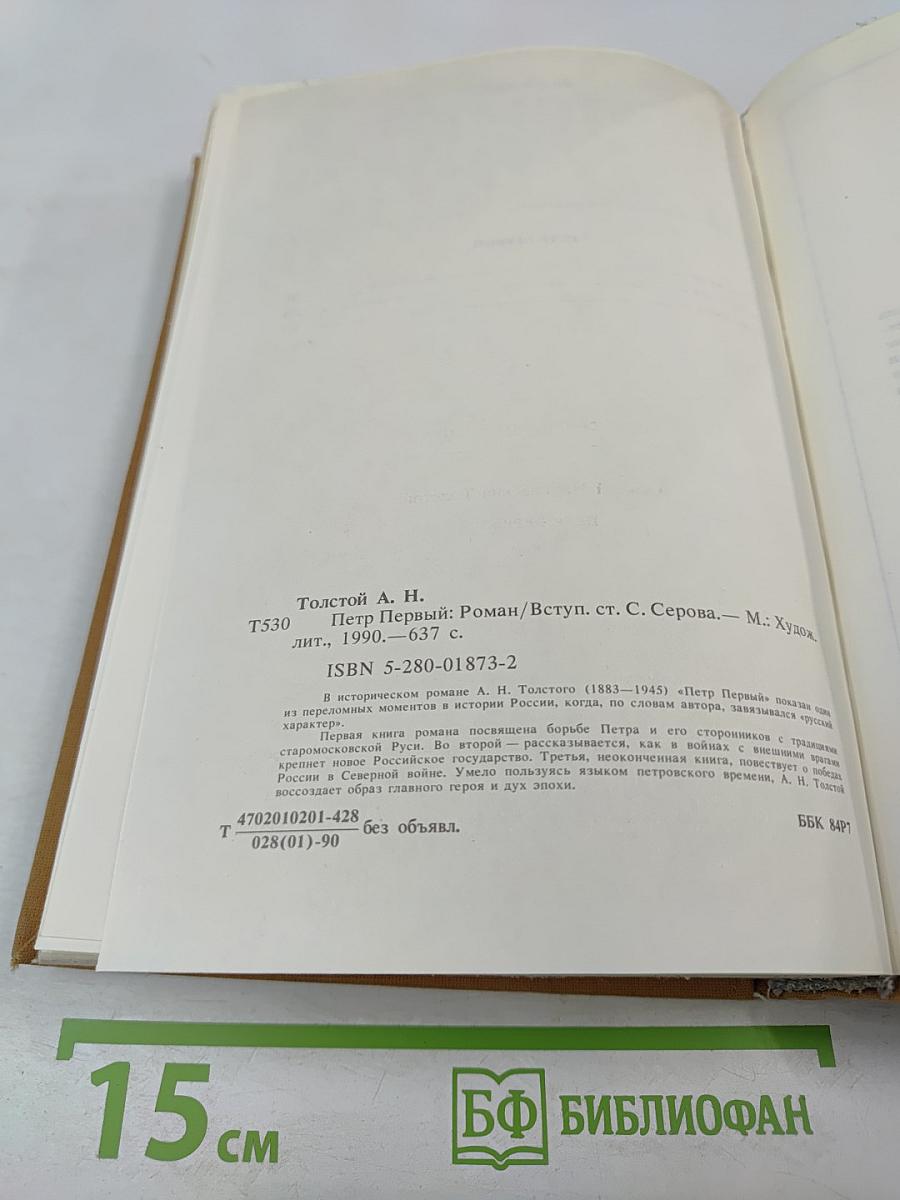 Толстой А. Н.
Т530 Петр Первый: Роман/Вступ. ст. С. Серова.— М.: Худож.
лит., 1990.—637 с.
ISBN 5-280-01873-2
В историческом романе А. Н. Толстого (1883—1945) «Петр Первый» показан один
из переломных моментов в истории России, когда, по словам автора, завязывался «русский
характер».
Первая книга романа посвящена борьбе Петра и его сторонников с традициями
старомосковской Руси. Во второй — рассказывается, как в войнах с внешними врагами
крепнет новое Российское государство. Третья, неоконченная книга, повествует о победах
России в Северной войне. Умело пользуясь языком петровского времени, А. Н. Толстой
воссоздает образ главного героя и дух эпохи.
Т 4702010201-428 без объявл.
028(01)-90
ББК 84Р7
15 см
БФ БИБЛИОФАН